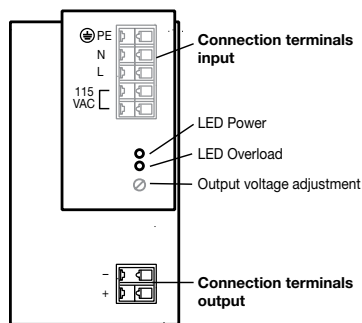 PE
N
L
115
VAC
Connection terminals
input
LED Power
LED Overload
Output voltage adjustment
–
+
Connection terminals
output